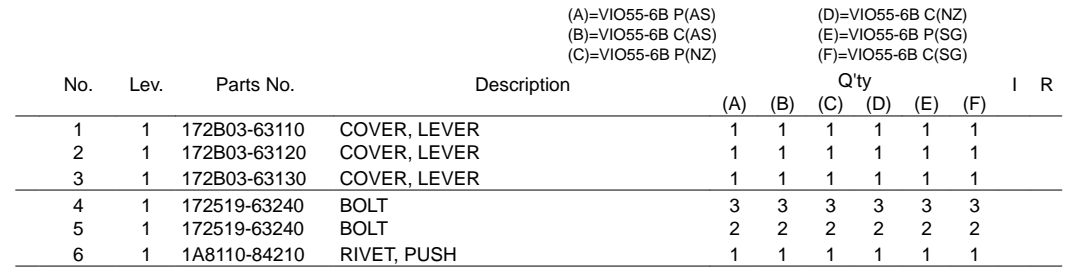 (A)=VIO55-6B P(AS) (D)=VIO55-6B C(NZ)
(B)=VIO55-6B C(AS) (E)=VIO55-6B P(SG)
(C)=VIO55-6B P(NZ) (F)=VIO55-6B C(SG)
No. Lev. Parts No. Description Q'ty I R
(A) (B) (C) (D) (E) (F)
1 1 172B03-63110 COVER, LEVER 1 1 1 1 1 1
2 1 172B03-63120 COVER, LEVER 1 1 1 1 1 1
3 1 172B03-63130 COVER, LEVER 1 1 1 1 1 1
4 1 172519-63240 BOLT 3 3 3 3 3 3
5 1 172519-63240 BOLT 2 2 2 2 2 2
6 1 1A8110-84210 RIVET, PUSH 1 1 1 1 1 1